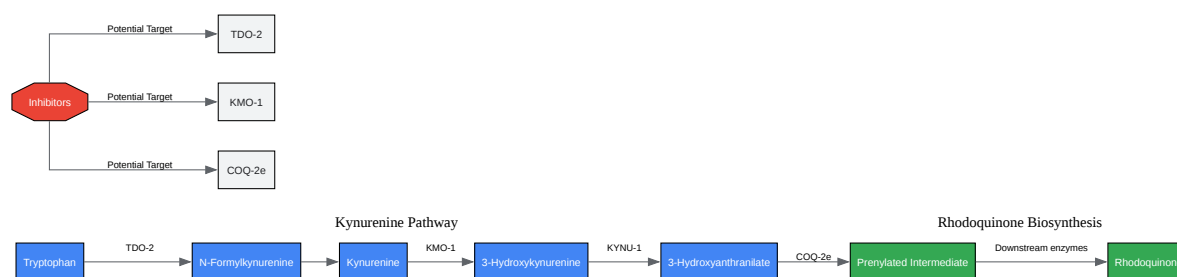 Potential Target
TDO-2
Inhibitors
Potential Target
KMO-1
Potential Target
COQ-2e
Kynurenine Pathway
Rhodoquinone Biosynthesis
Tryptophan
TDO-2
N-Formylkynurenine
Kynurenine
KMO-1
3-Hydroxykynurenine
KYNU-1
3-Hydroxyanthranilate
COQ-2e
Prenylated Intermediate
Downstream enzymes
Rhodoquinon